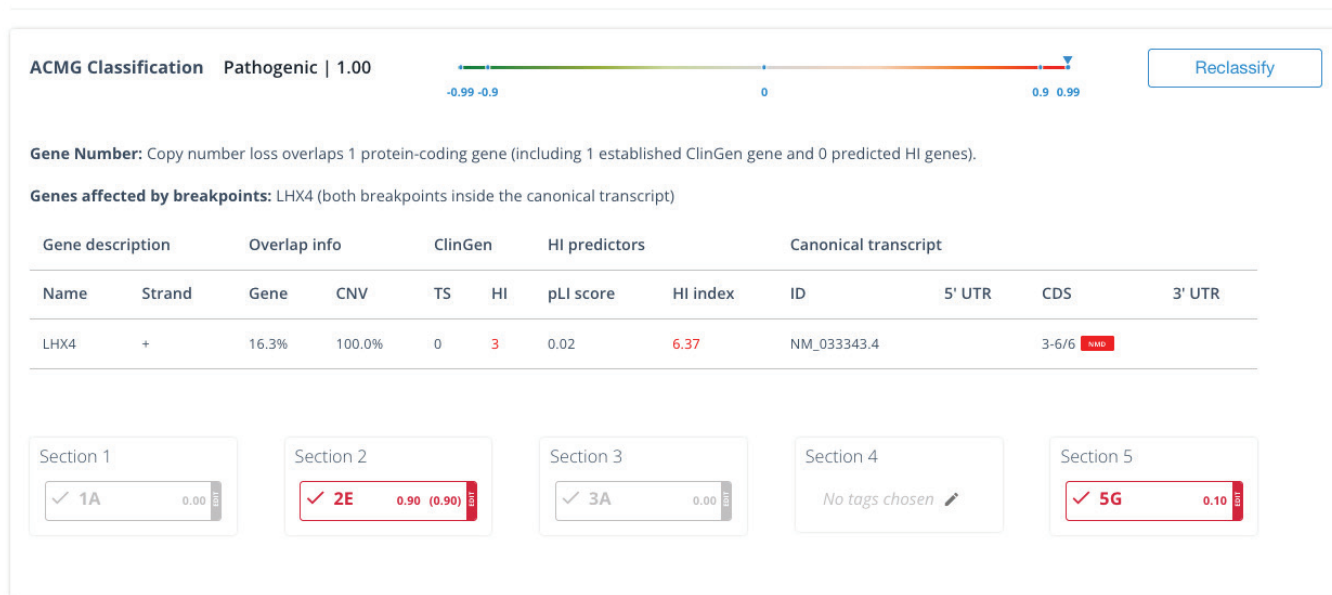 ACMG Classification Pathogenic | 1.00
-0.99 -0.9 0 0.9 0.99
Reclassify
Gene Number: Copy number loss overlaps 1 protein-coding gene (including 1 established ClinGen gene and 0 predicted HI genes).
Genes affected by breakpoints: LHX4 (both breakpoints inside the canonical transcript)
Gene description Overlap info ClinGen HI predictors Canonical transcript
Name Strand Gene CNV TS HI pLI score HI index ID 5' UTR CDS 3' UTR
LHX4 + 16.3% 100.0% 0 3 0.02 6.37 NM_033343.4 3-6/6 NMD
Section 1 Section 2 Section 3 Section 4 Section 5
1A 0.00 EDIT 2E 0.90 (0.90) EDIT 3A 0.00 EDIT No tags chosen 5G 0.10 EDIT